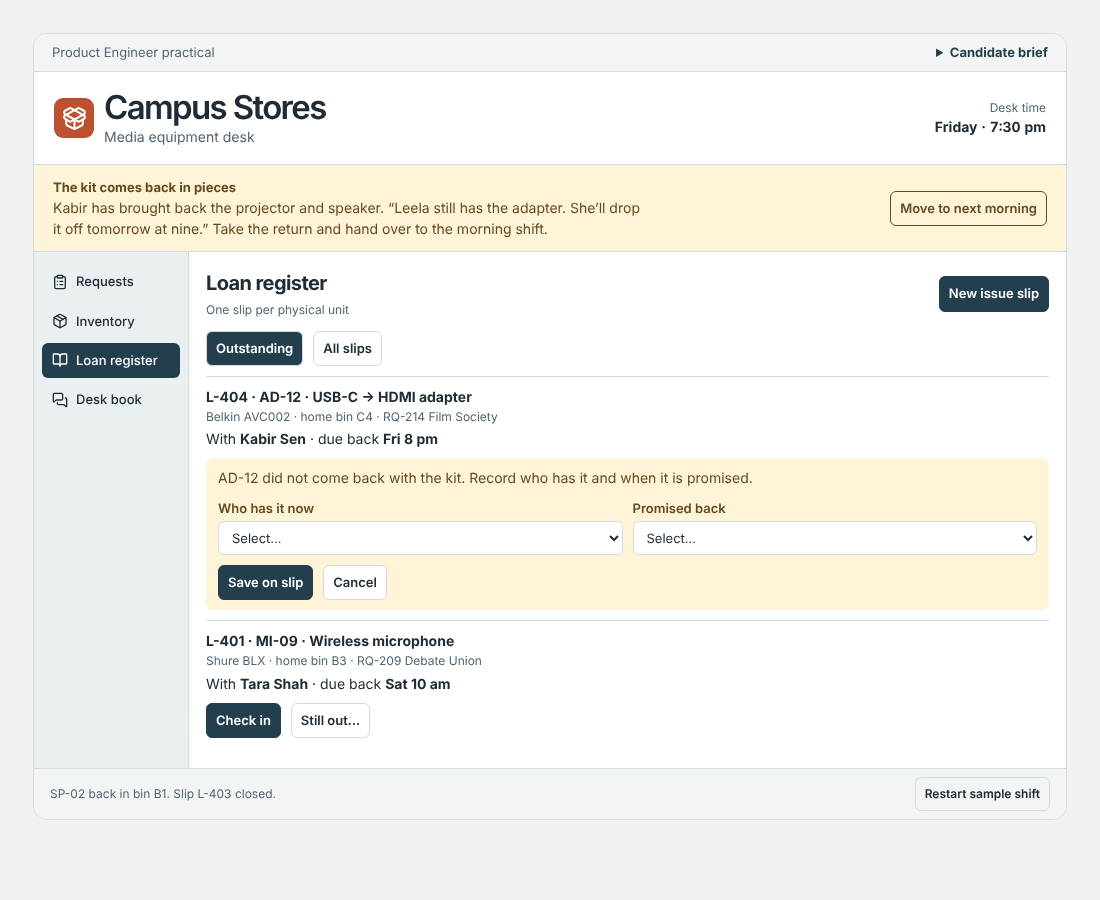 Product Engineer practical
▶ Candidate brief
Campus Stores
Media equipment desk
Desk time
Friday · 7:30 pm
The kit comes back in pieces
Kabir has brought back the projector and speaker. “Leela still has the adapter. She’ll drop
it off tomorrow at nine.” Take the return and hand over to the morning shift.
Move to next morning
Requests
Inventory
Loan register
Desk book
Loan register
One slip per physical unit
New issue slip
Outstanding
All slips
L-404 · AD-12 · USB-C → HDMI adapter
Belkin AVC002 · home bin C4 · RQ-214 Film Society
With Kabir Sen · due back Fri 8 pm
AD-12 did not come back with the kit. Record who has it and when it is promised.
Who has it now
Promised back
Select...
Select...
Save on slip
Cancel
L-401 · MI-09 · Wireless microphone
Shure BLX · home bin B3 · RQ-209 Debate Union
With Tara Shah · due back Sat 10 am
Check in
Still out...
SP-02 back in bin B1. Slip L-403 closed.
Restart sample shift